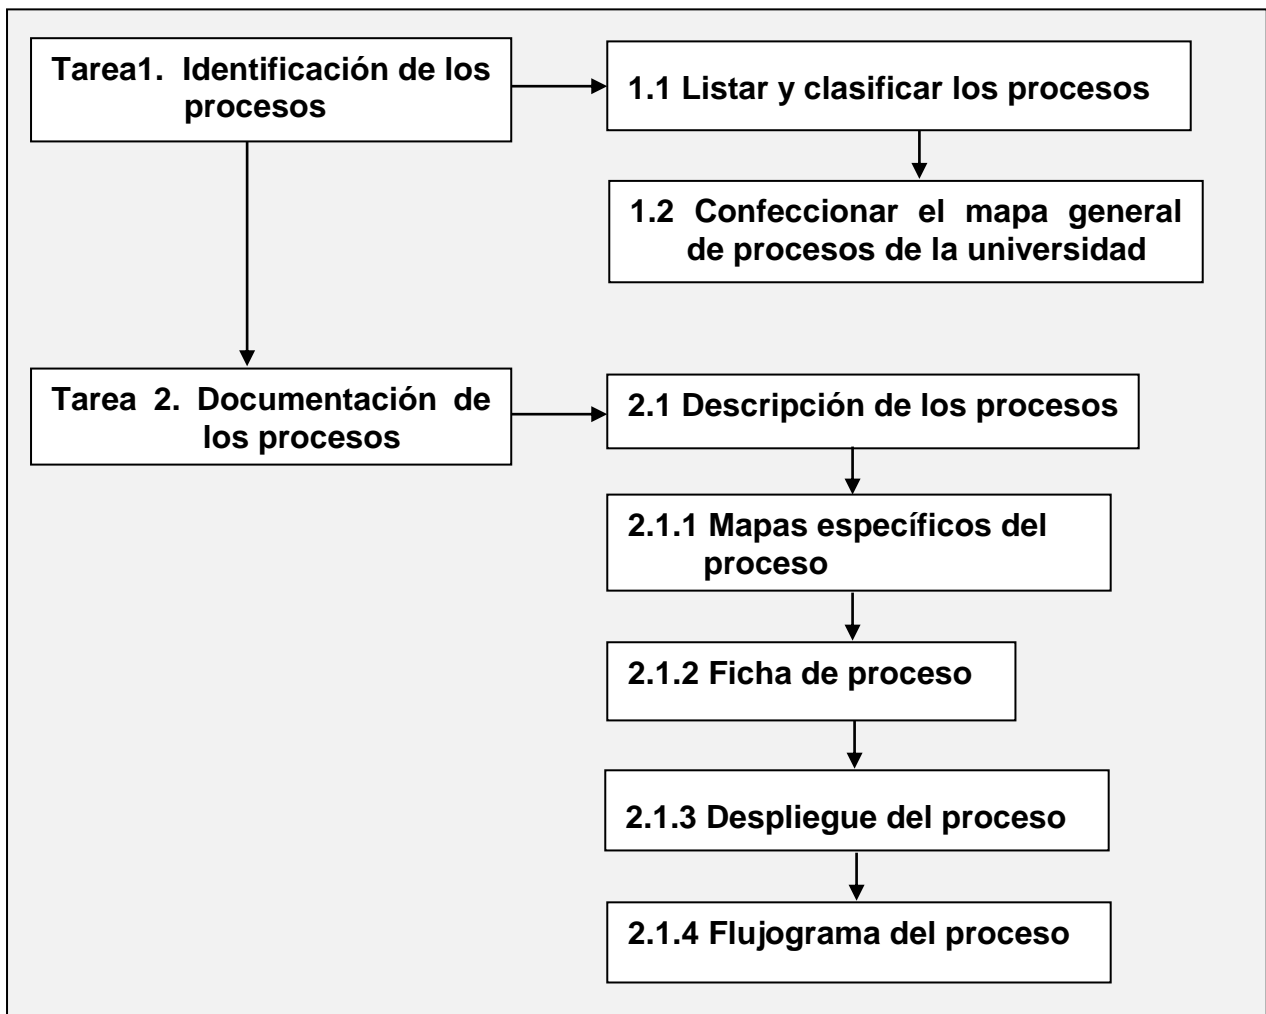 Tarea1. Identificación de los
procesos
1.1 Listar y clasificar los procesos
1.2 Confeccionar el mapa general
de procesos de la universidad
Tarea 2. Documentación de
los procesos
2.1 Descripción de los procesos
2.1.1 Mapas específicos del
proceso
2.1.2 Ficha de proceso
2.1.3 Despliegue del proceso
2.1.4 Flujograma del proceso